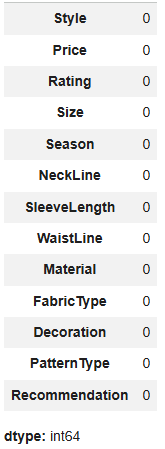 Style 0
Price 0
Rating 0
Size 0
Season 0
NeckLine 0
SleeveLength 0
WaistLine 0
Material 0
FabricType 0
Decoration 0
PatternType 0
Recommendation 0
dtype: int64